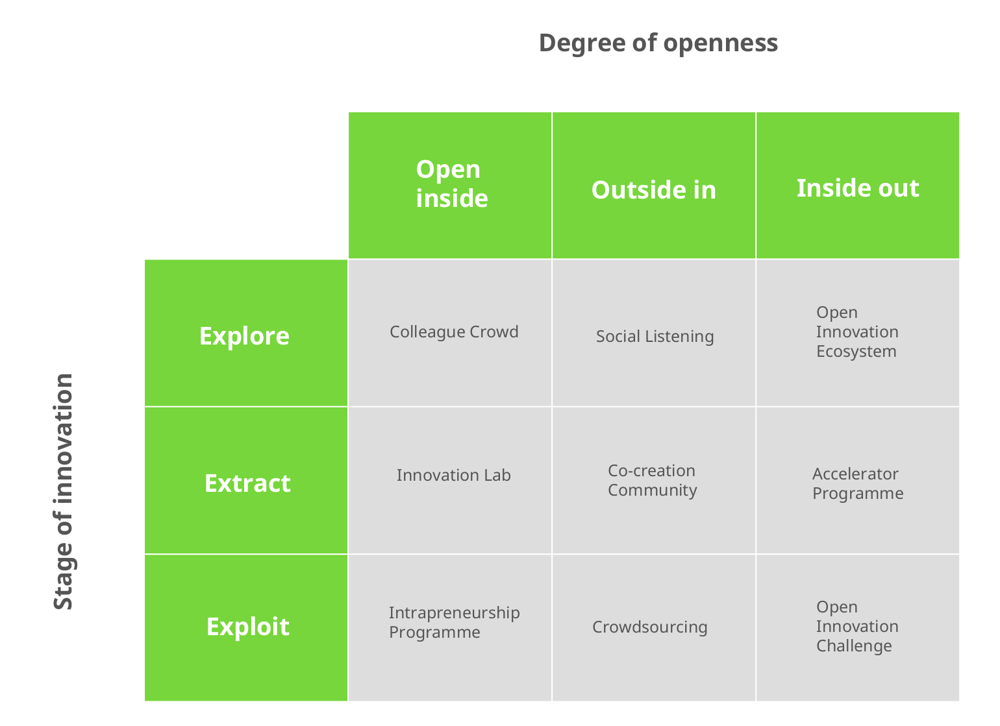 Degree of openness
Open
inside
Outside in
Inside out
Explore
Colleague Crowd
Social Listening
Open
Innovation
Ecosystem
Stage of innovation
Extract
Innovation Lab
Co-creation
Community
Accelerator
Programme
Exploit
Intrapreneurship
Programme
Crowdsourcing
Open
Innovation
Challenge